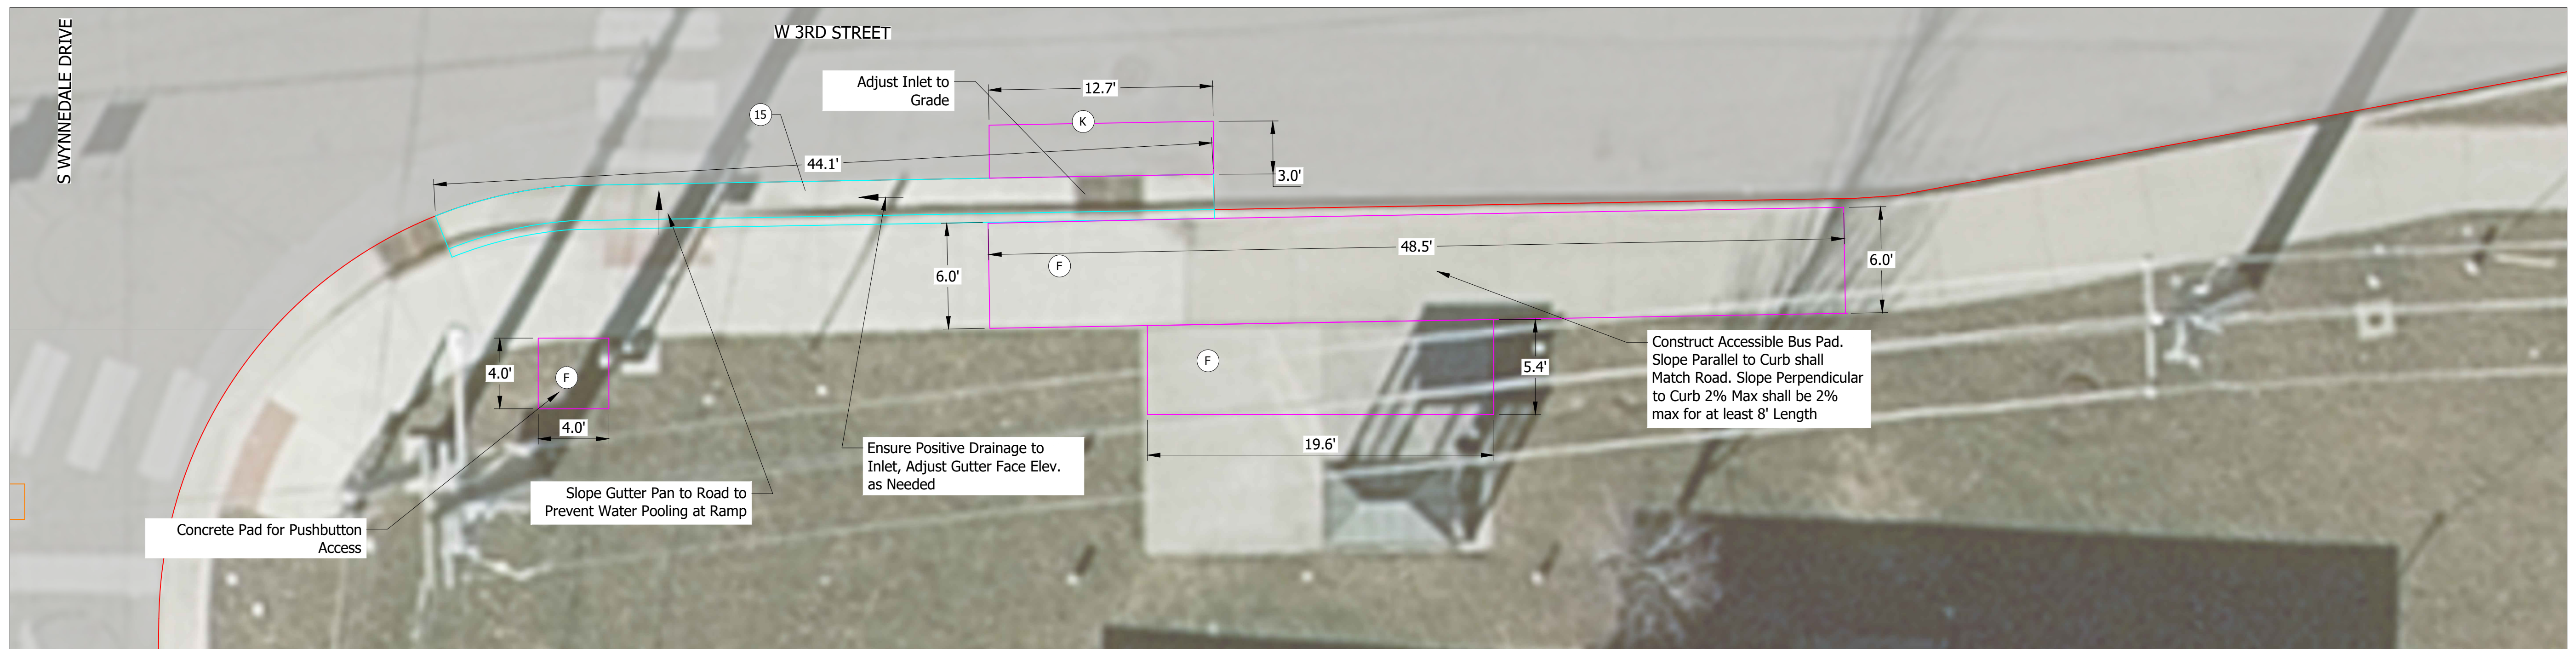 S WYNNEDALE DRIVE
W 3RD STREET
Adjust Inlet to
Grade
12.7'
15
K
44.1'
3.0'
48.5'
6.0'
F
6.0'
4.0'
F
4.0'
F
5.4'
19.6'
Construct Accessible Bus Pad.
Slope Parallel to Curb shall
Match Road. Slope Perpendicular
to Curb 2% Max shall be 2%
max for at least 8' Length
Ensure Positive Drainage to
Inlet, Adjust Gutter Face Elev.
as Needed
Slope Gutter Pan to Road to
Prevent Water Pooling at Ramp
Concrete Pad for Pushbutton
Access